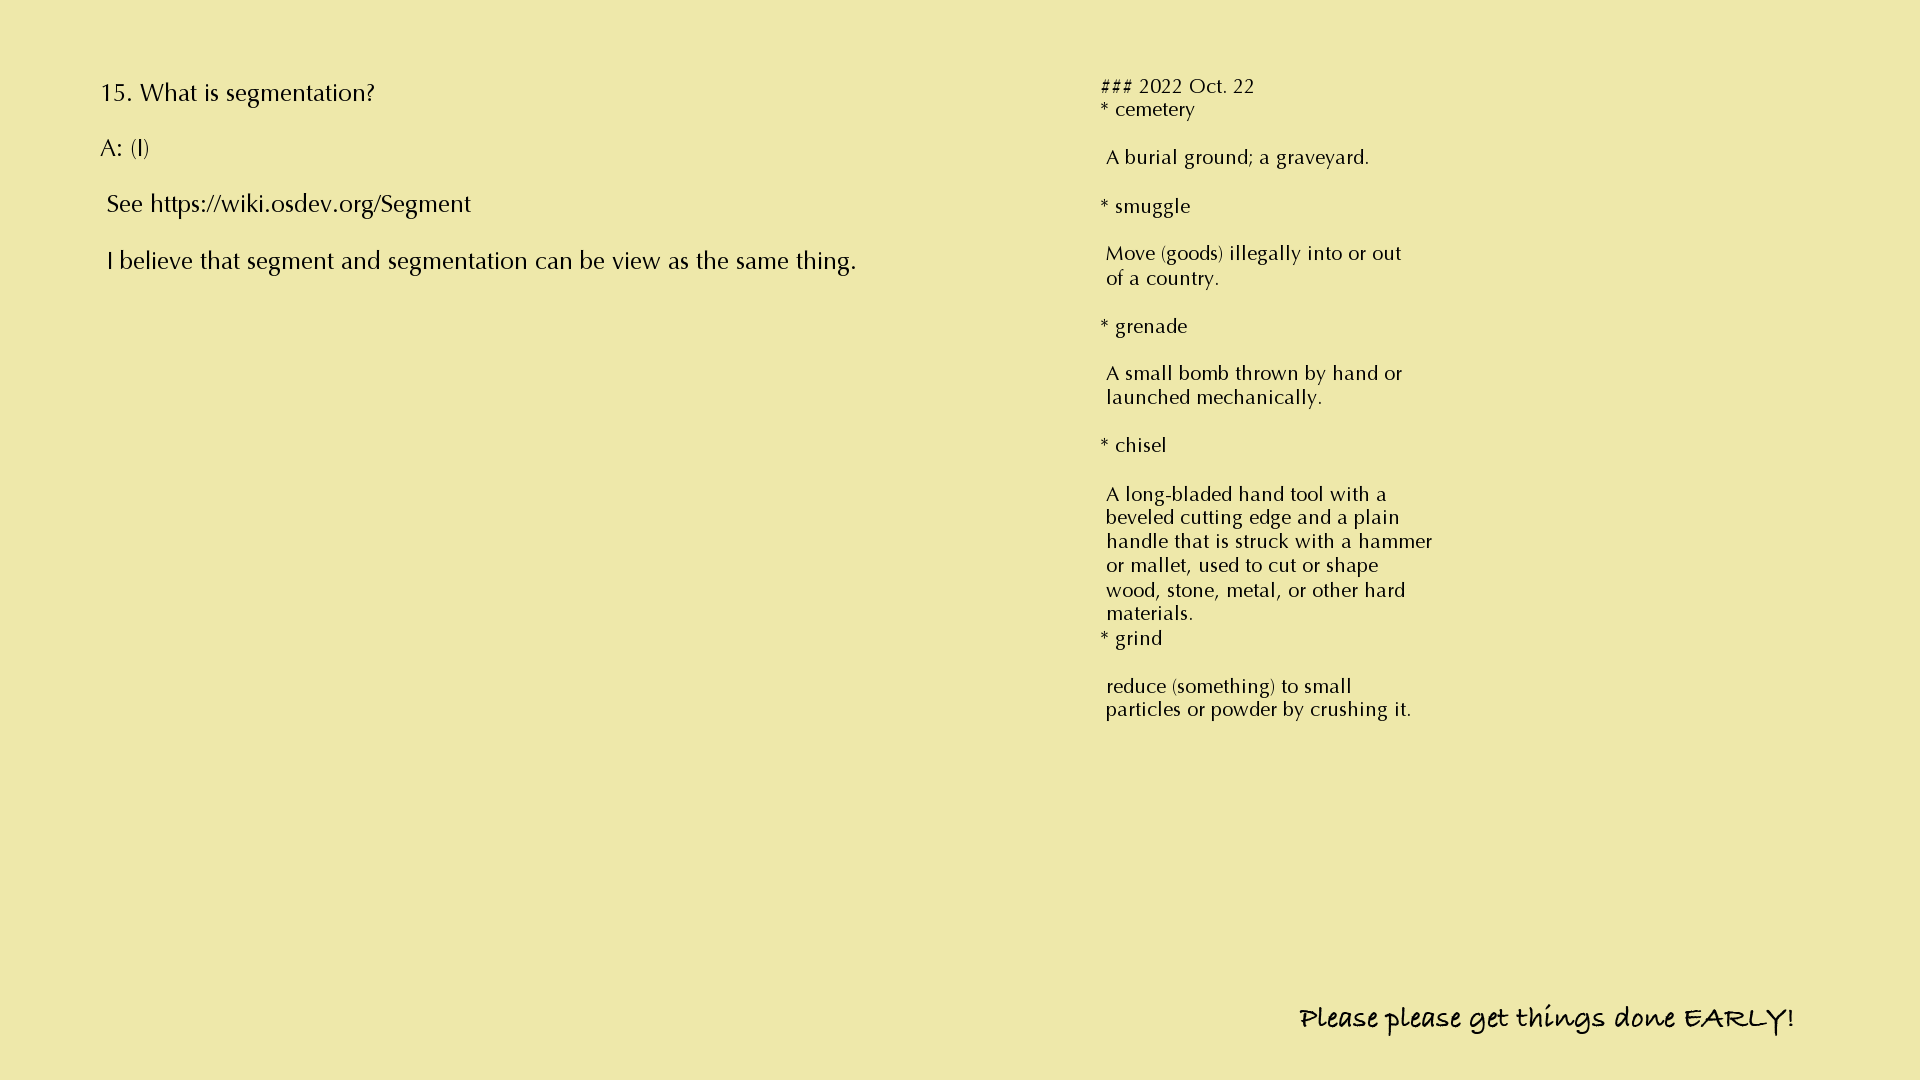 15. What is segmentation?
A: (I)
See https://wiki.osdev.org/Segment
I believe that segment and segmentation can be view as the same thing.
### 2022 Oct. 22
* cemetery
A burial ground; a graveyard.
* smuggle
Move (goods) illegally into or out
of a country.
* grenade
A small bomb thrown by hand or
launched mechanically.
* chisel
A long-bladed hand tool with a
beveled cutting edge and a plain
handle that is struck with a hammer
or mallet, used to cut or shape
wood, stone, metal, or other hard
materials.
* grind
reduce (something) to small
particles or powder by crushing it.
Please please get things done EARLY!